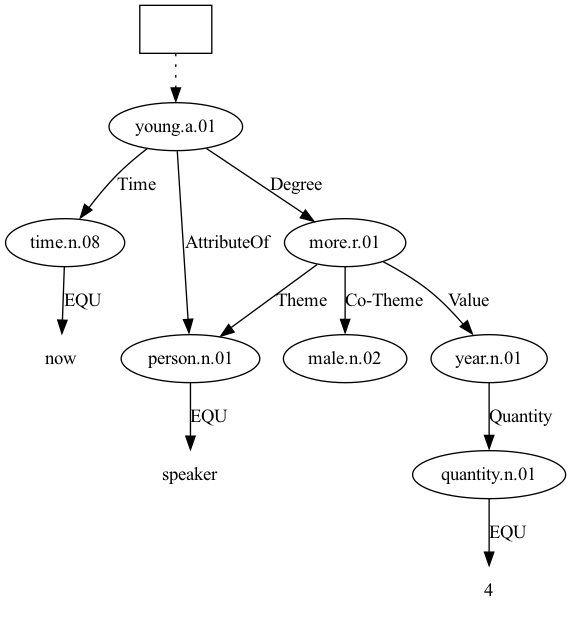 young.a.01
Time
Degree
time.n.08
AttributeOf
more.r.01
EQU
Theme
Co-Theme
Value
now
person.n.01
male.n.02
year.n.01
EQU
Quantity
speaker
quantity.n.01
EQU
4